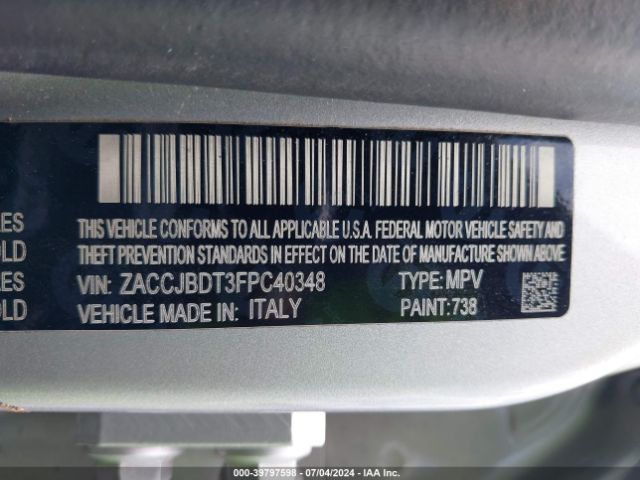 THIS VEHICLE CONFORMS TO ALL APPLICABLE U.S.A. FEDERAL MOTOR VEHICLE SAFETY AND
THEFT PREVENTION STANDARDS IN EFFECT ON THE DATE OF MANUFACTURE SHOWN ABOVE
VIN: ZACCJBDT3FPC40348 TYPE: MPV
VEHICLE MADE IN: ITALY PAINT:738
000-39797598 - 07/04/2024 - IAA Inc.